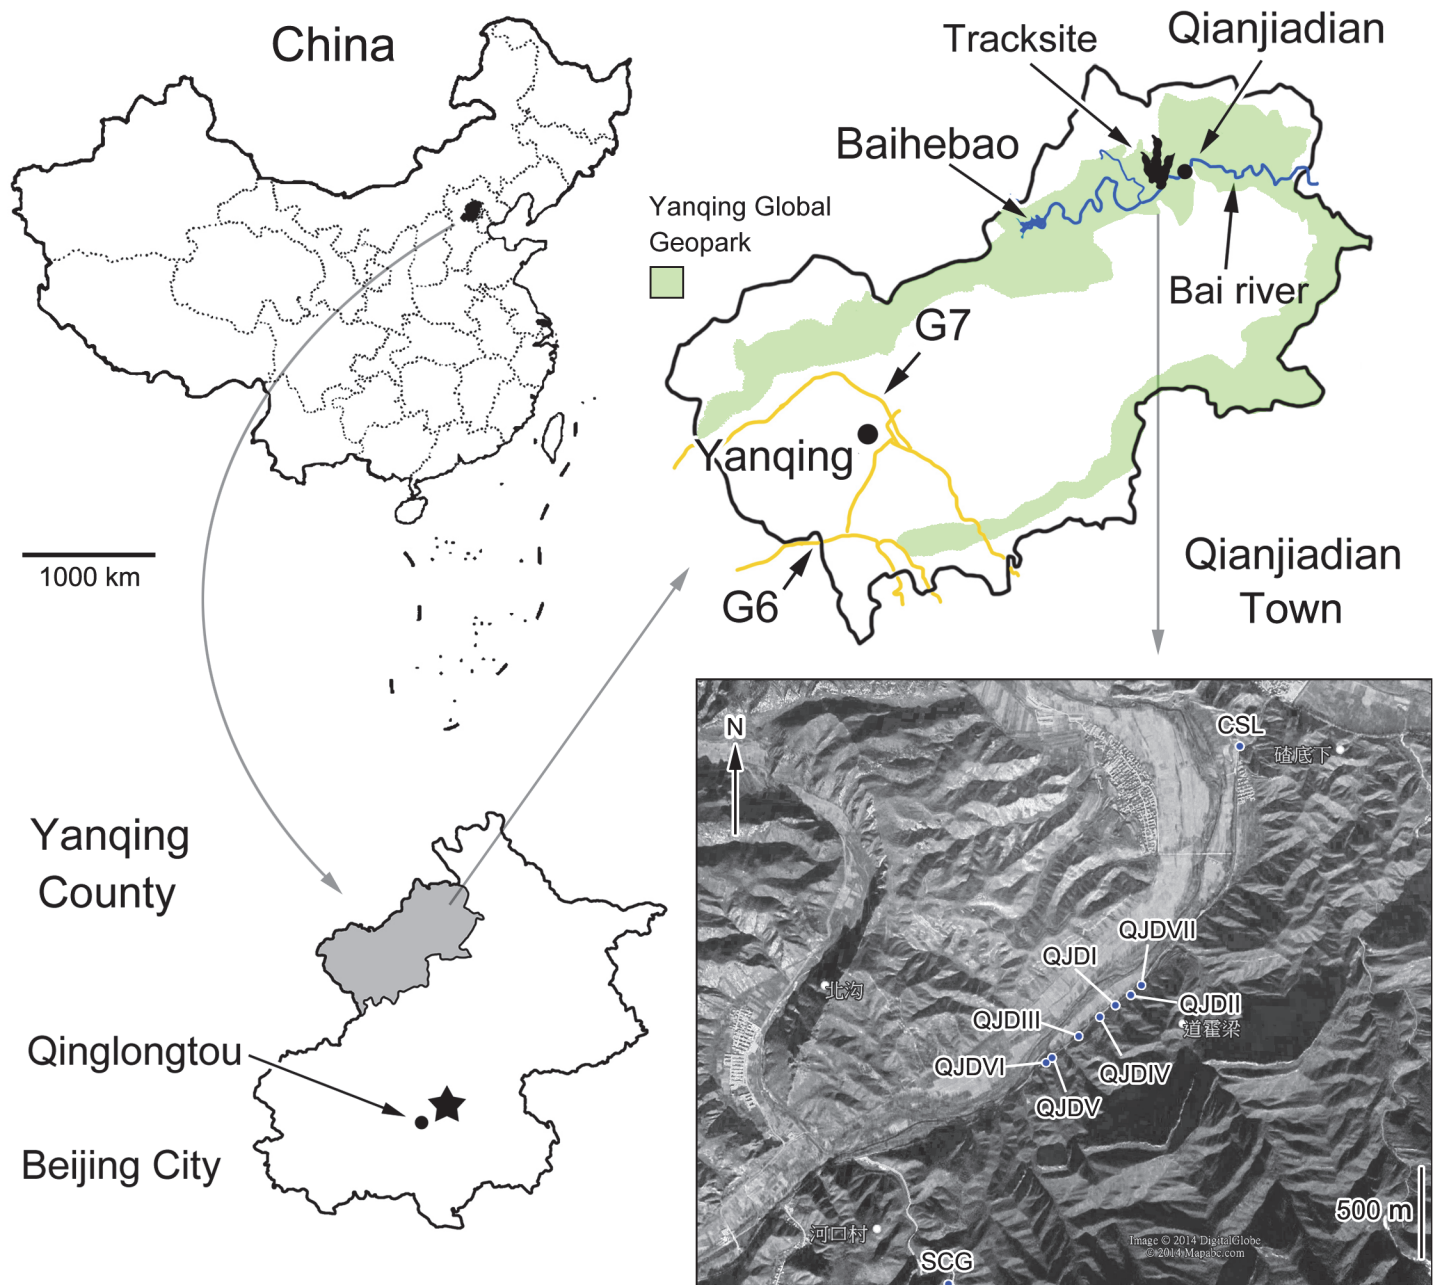 China
1000 km
Tracksite
Qianjiadian
Baihebao
Yanqing Global
Geopark
Bai river
G7
Yanqing
G6
Qianjiadian
Town
Yanqing
County
Qinglongtou
Beijing City
N
CSL
碴底下
QJDVII
QJDI
北沟
QJDII
QJDIII
道霍梁
QJDVI
QJDIV
QJDV
500 m
河口村
Image © 2014 DigitalGlobe
© 2014 Mapabc.com
SCG